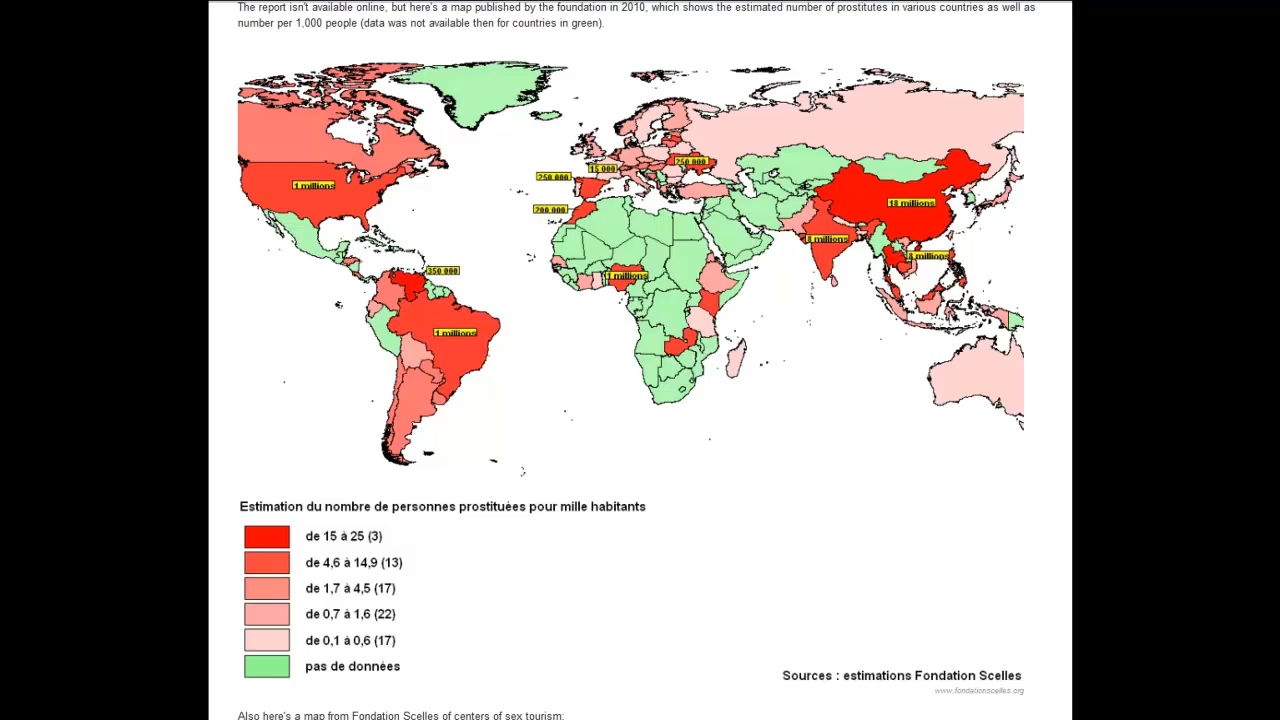 The report isn't available online, but here's a map published by the foundation in 2010, which shows the estimated number of prostitutes in various countries as well as
number per 1,000 people (data was not available then for countries in green).
250 000
15 000
250 000
1 millions
18 millions
200 000
8 millions
350 000
1 millions
1 millions
Estimation du nombre de personnes prostituées pour mille habitants
de 15 à 25 (3)
de 4,6 à 14,9 (13)
de 1,7 à 4,5 (17)
de 0,7 à 1,6 (22)
de 0,1 à 0,6 (17)
pas de données
Sources : estimations Fondation Scelles
www.fondationscelles.org
Also here's a map from Fondation Scelles of centers of sex tourism: